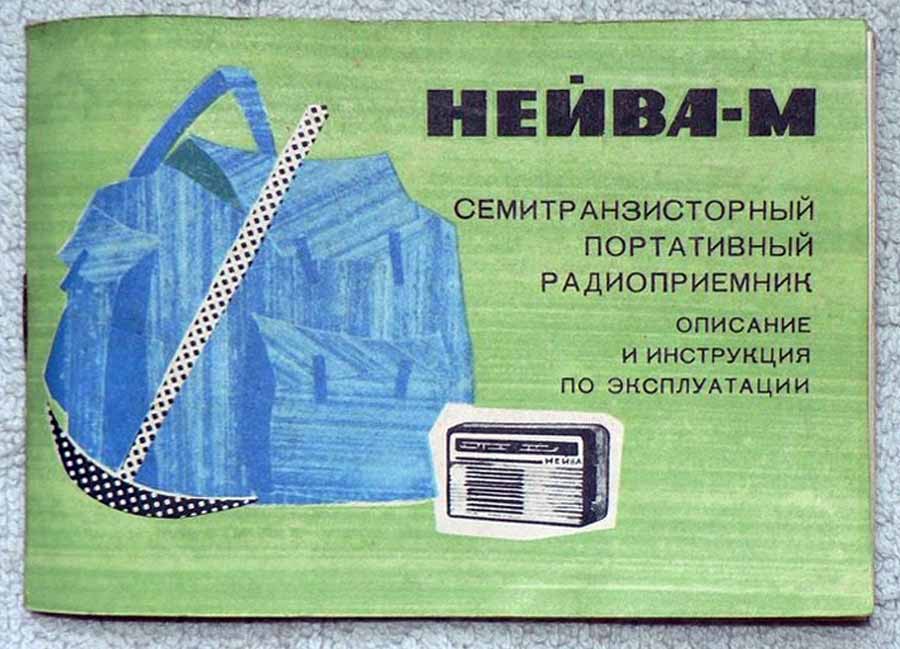 НЕЙВА-М
СЕМИТРАНЗИСТОРНЫЙ
ПОРТАТИВНЫЙ
РАДИОПРИЕМНИК
ОПИСАНИЕ
И ИНСТРУКЦИЯ
ПО ЭКСПЛУАТАЦИИ
НЕЙВА